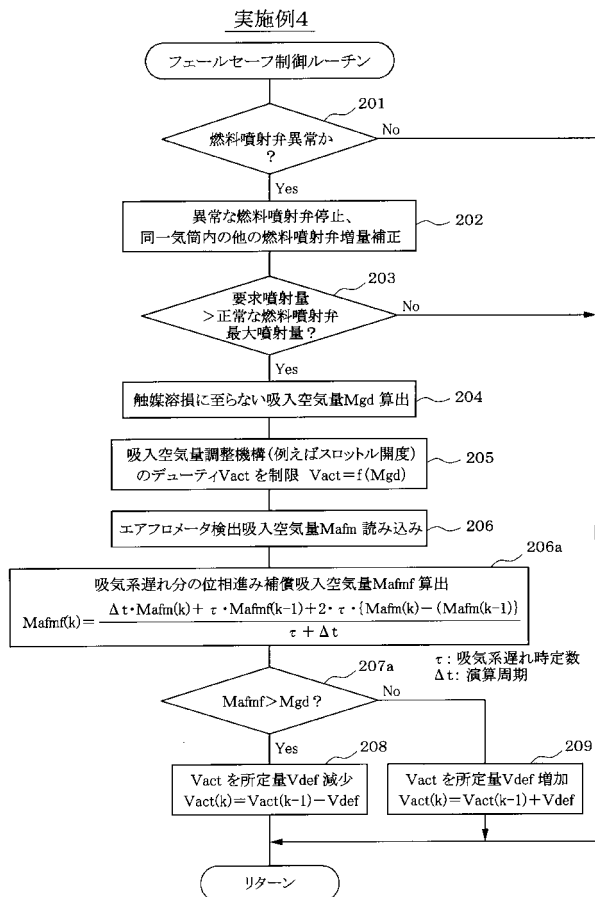 実施例4
フェールセーフ制御ルーチン
201
燃料噴射弁異常か
?
No
Yes
異常な燃料噴射弁停止、
同一気筒内の他の燃料噴射弁増量補正
202
203
要求噴射量
>正常な燃料噴射弁
最大噴射量?
No
Yes
触媒溶損に至らない吸入空気量Mgd 算出
204
吸入空気量調整機構(例えばスロットル開度)
のデューティVactを制限 Vact=f(Mgd)
205
エアフロメータ検出吸入空気量Mafm 読み込み
206
206a
吸気系遅れ分の位相進み補償吸入空気量Mafmf 算出
Mafmf(k)=
Δt・Mafm(k)+ τ・Mafmf(k-1)+2・τ・{Mafm(k)-(Mafm(k-1)}
τ+Δt
τ:吸気系遅れ時定数
Δt:演算周期
207a
Mafmf>Mgd?
No
Yes
208
Vactを所定量Vdef 減少
Vact(k)=Vact(k-1)-Vdef
209
Vactを所定量Vdef 増加
Vact(k)=Vact(k-1)+Vdef
リターン